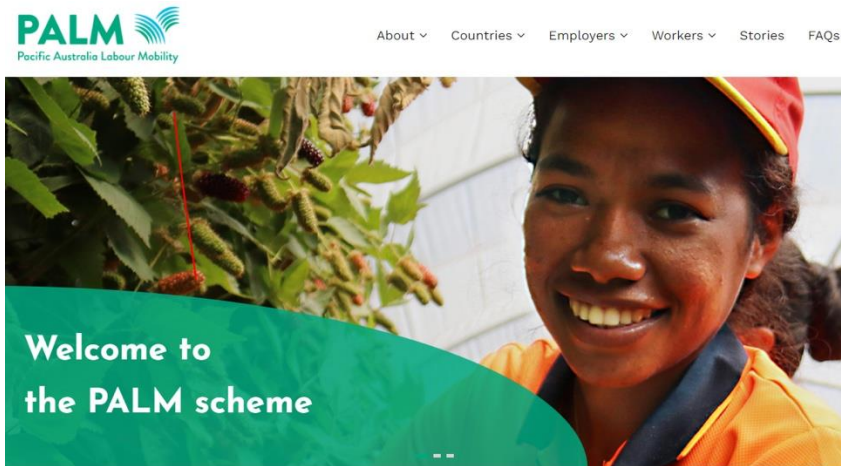 PALM
Pacific Australia Labour Mobility
About Countries Employers Workers Stories FAQs
Welcome to
the PALM scheme